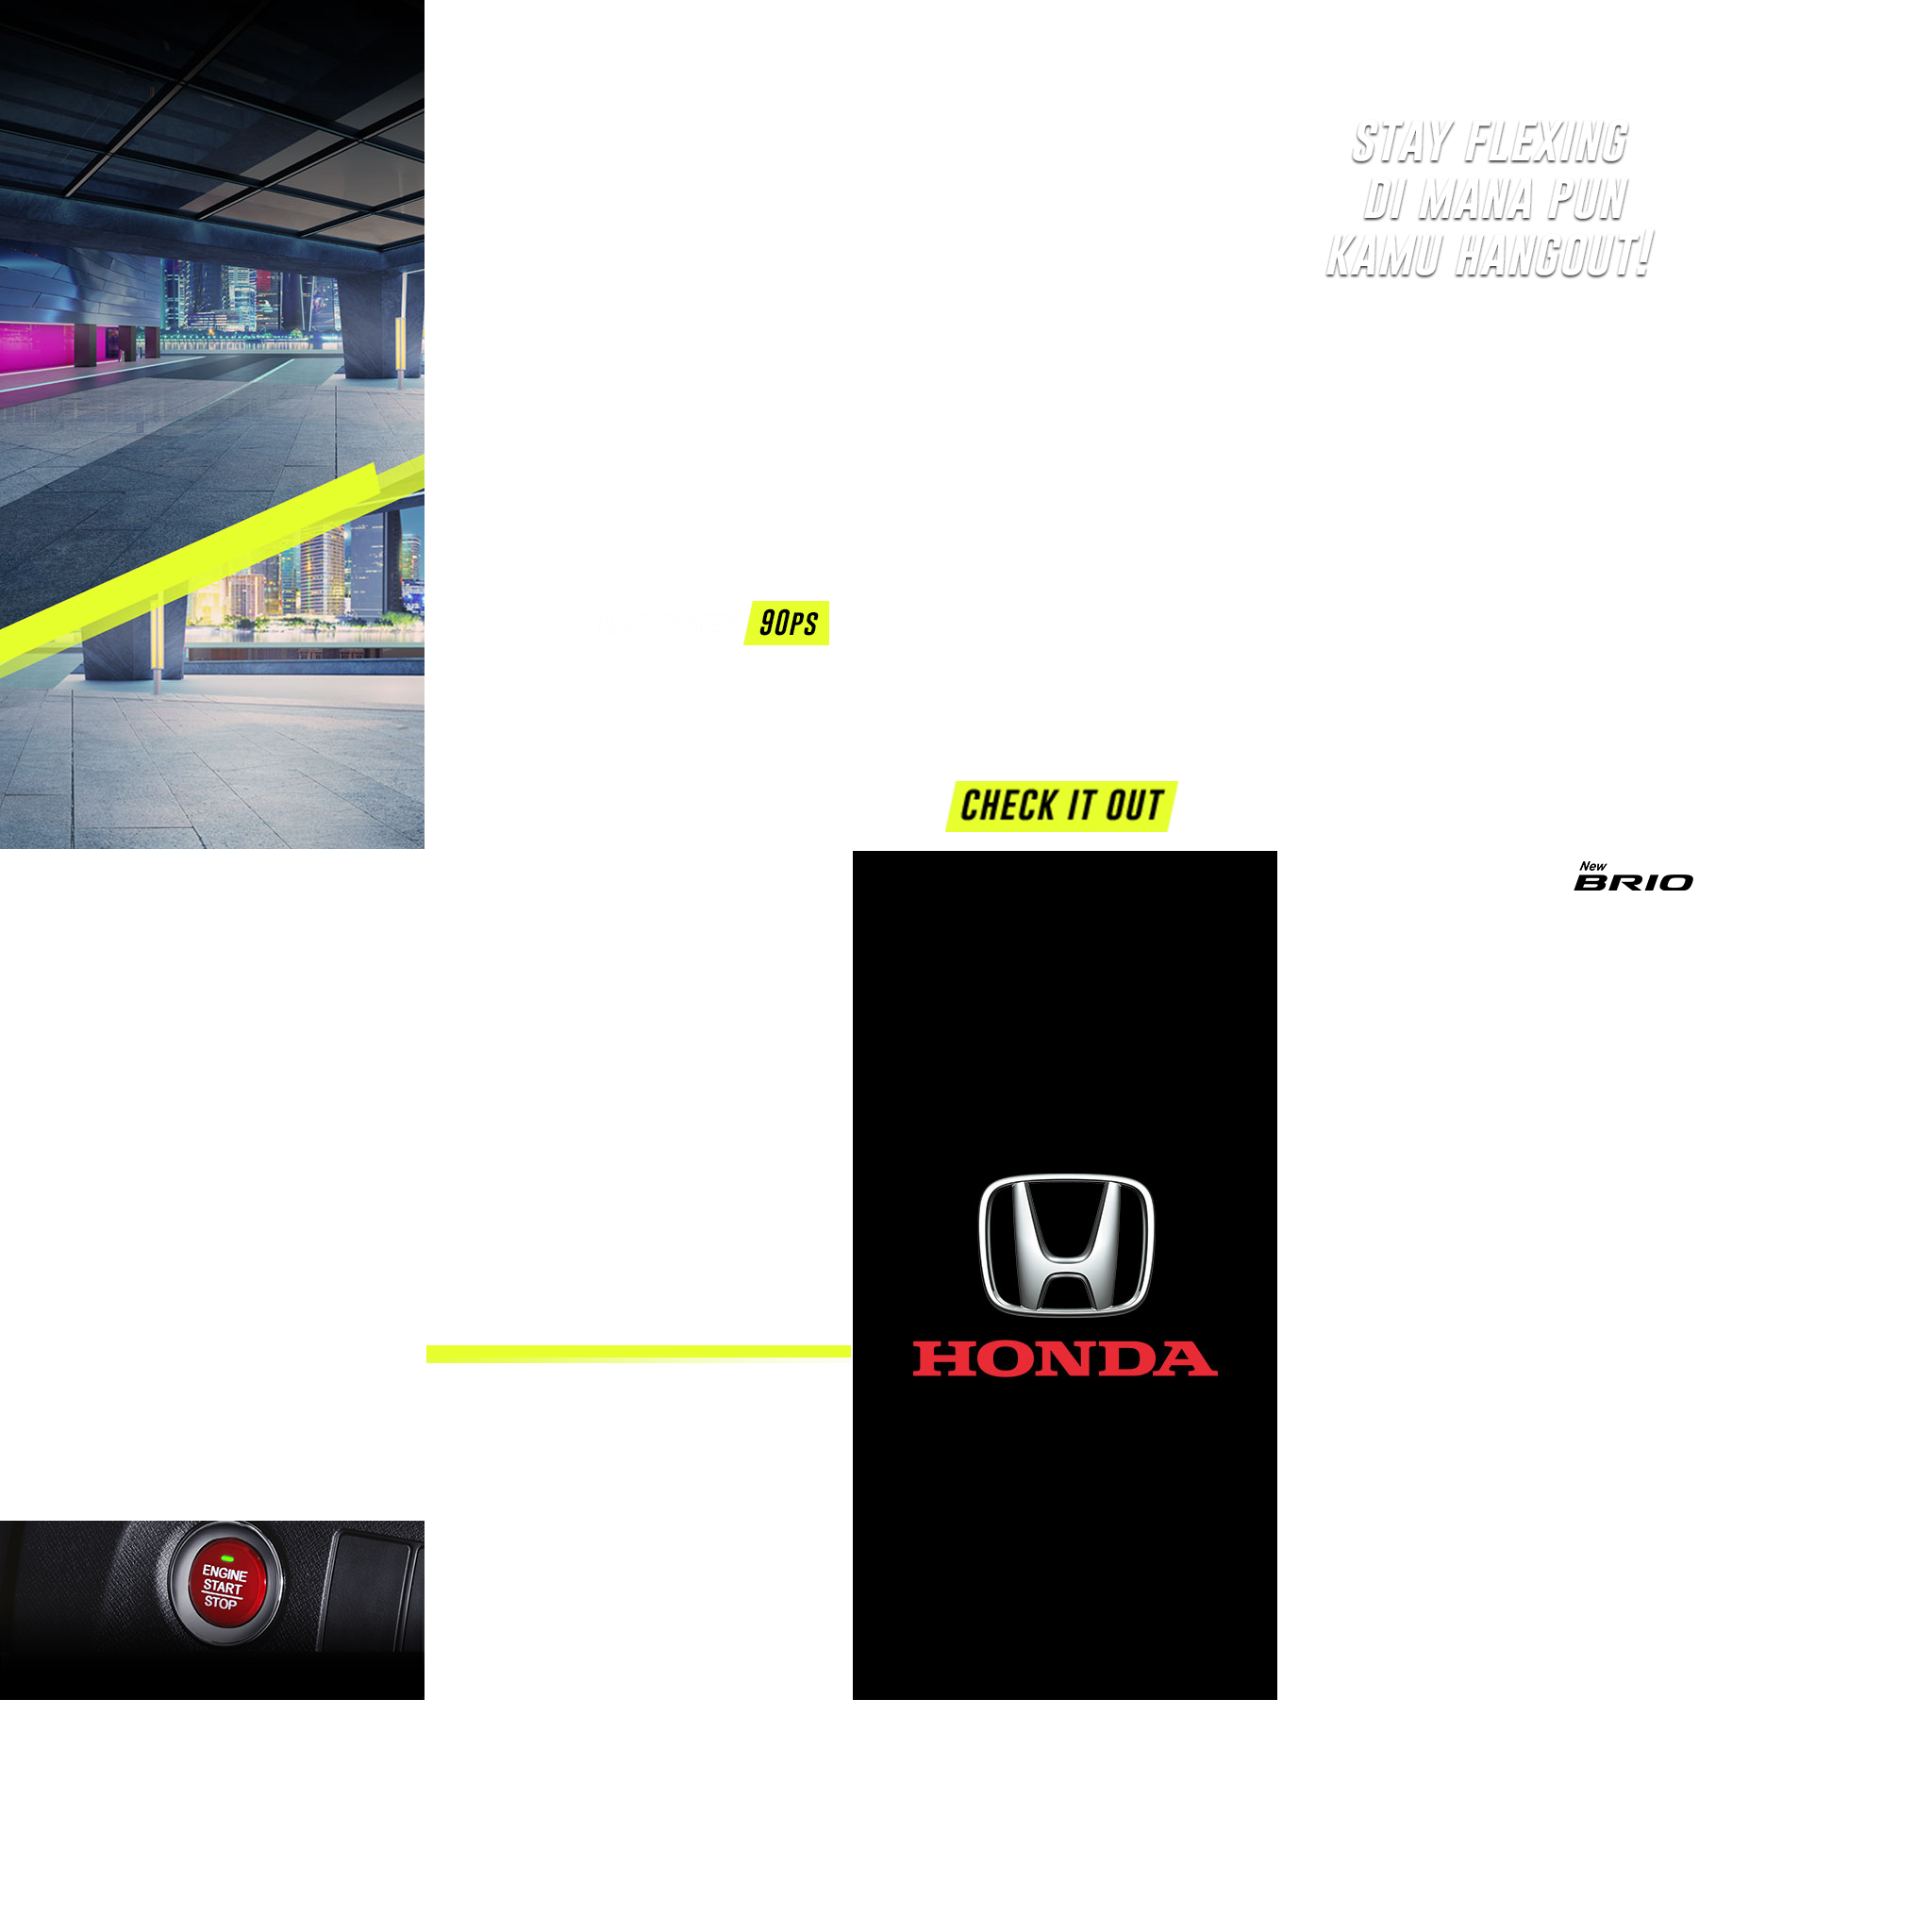 STAY FLEXING
DI MANA PUN
KAMU HANGOUT!
90PS
CHECK IT OUT
New
BRIO
HONDA
ENGINE
START
STOP